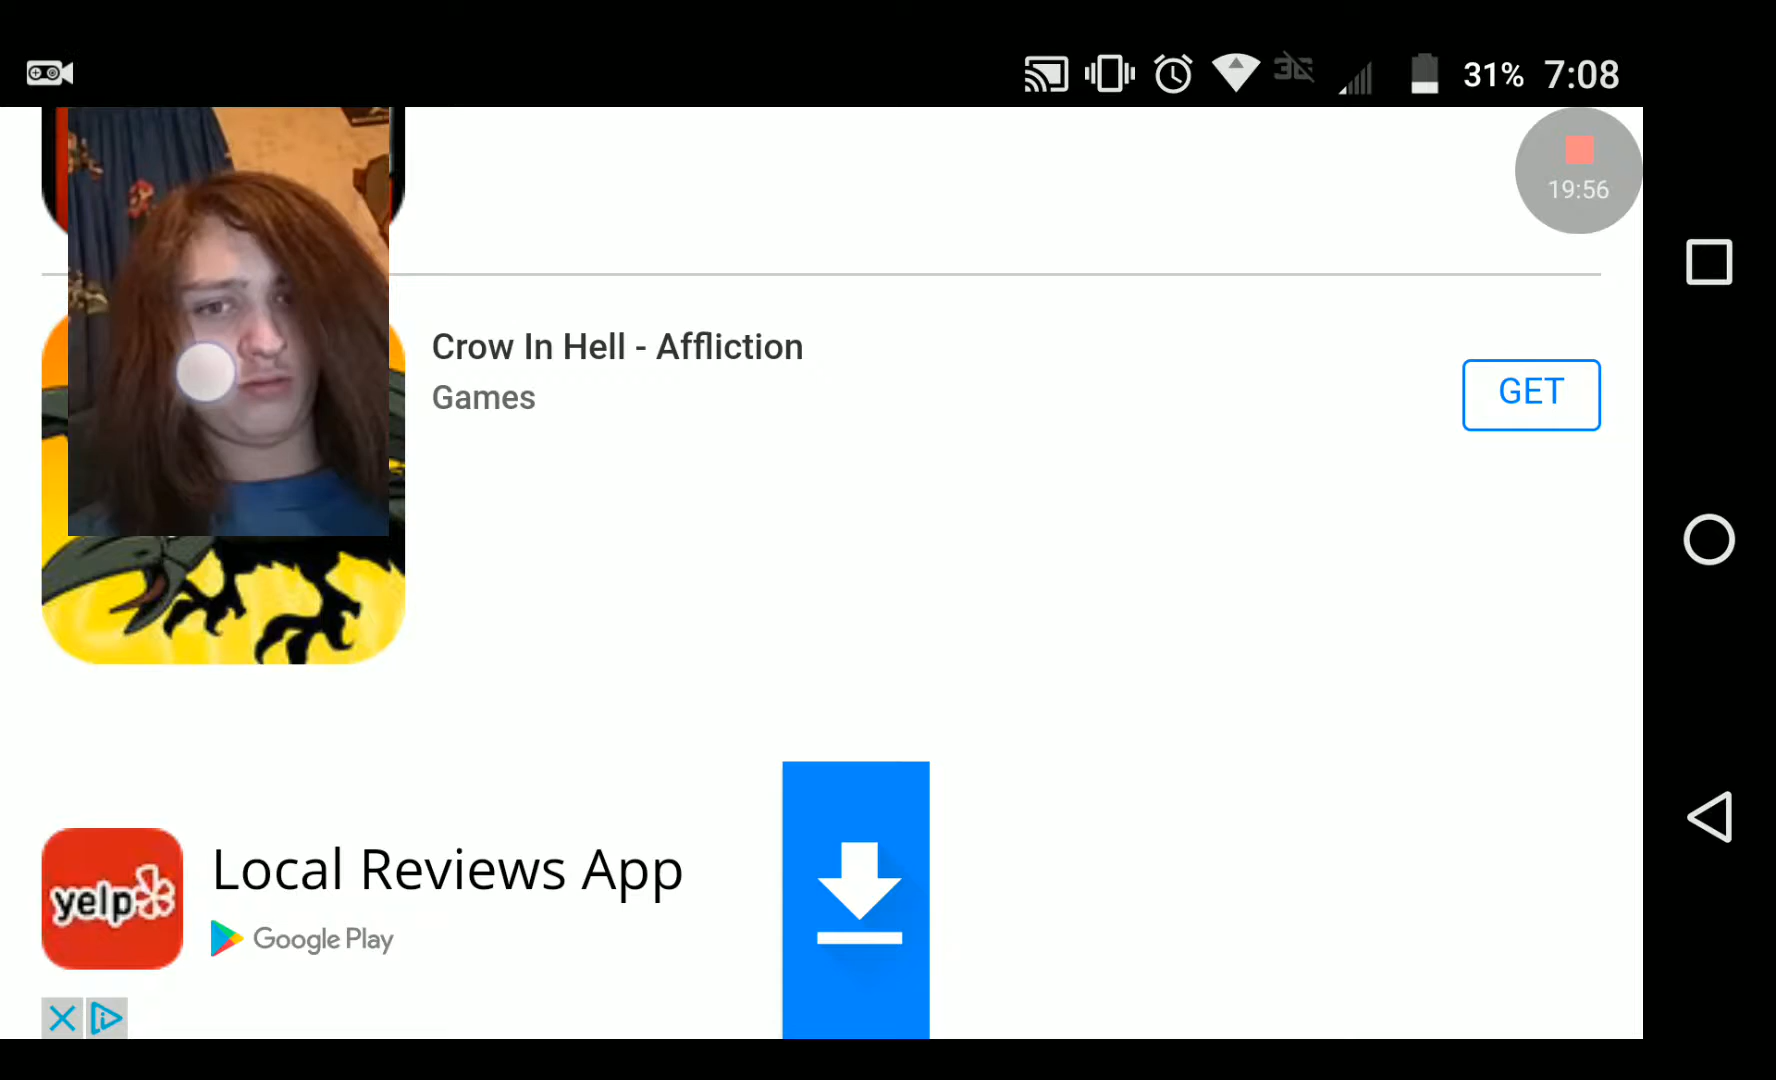 31% 7:08
19:56
Crow In Hell - Affliction
Games
GET
yelp
Local Reviews App
Google Play